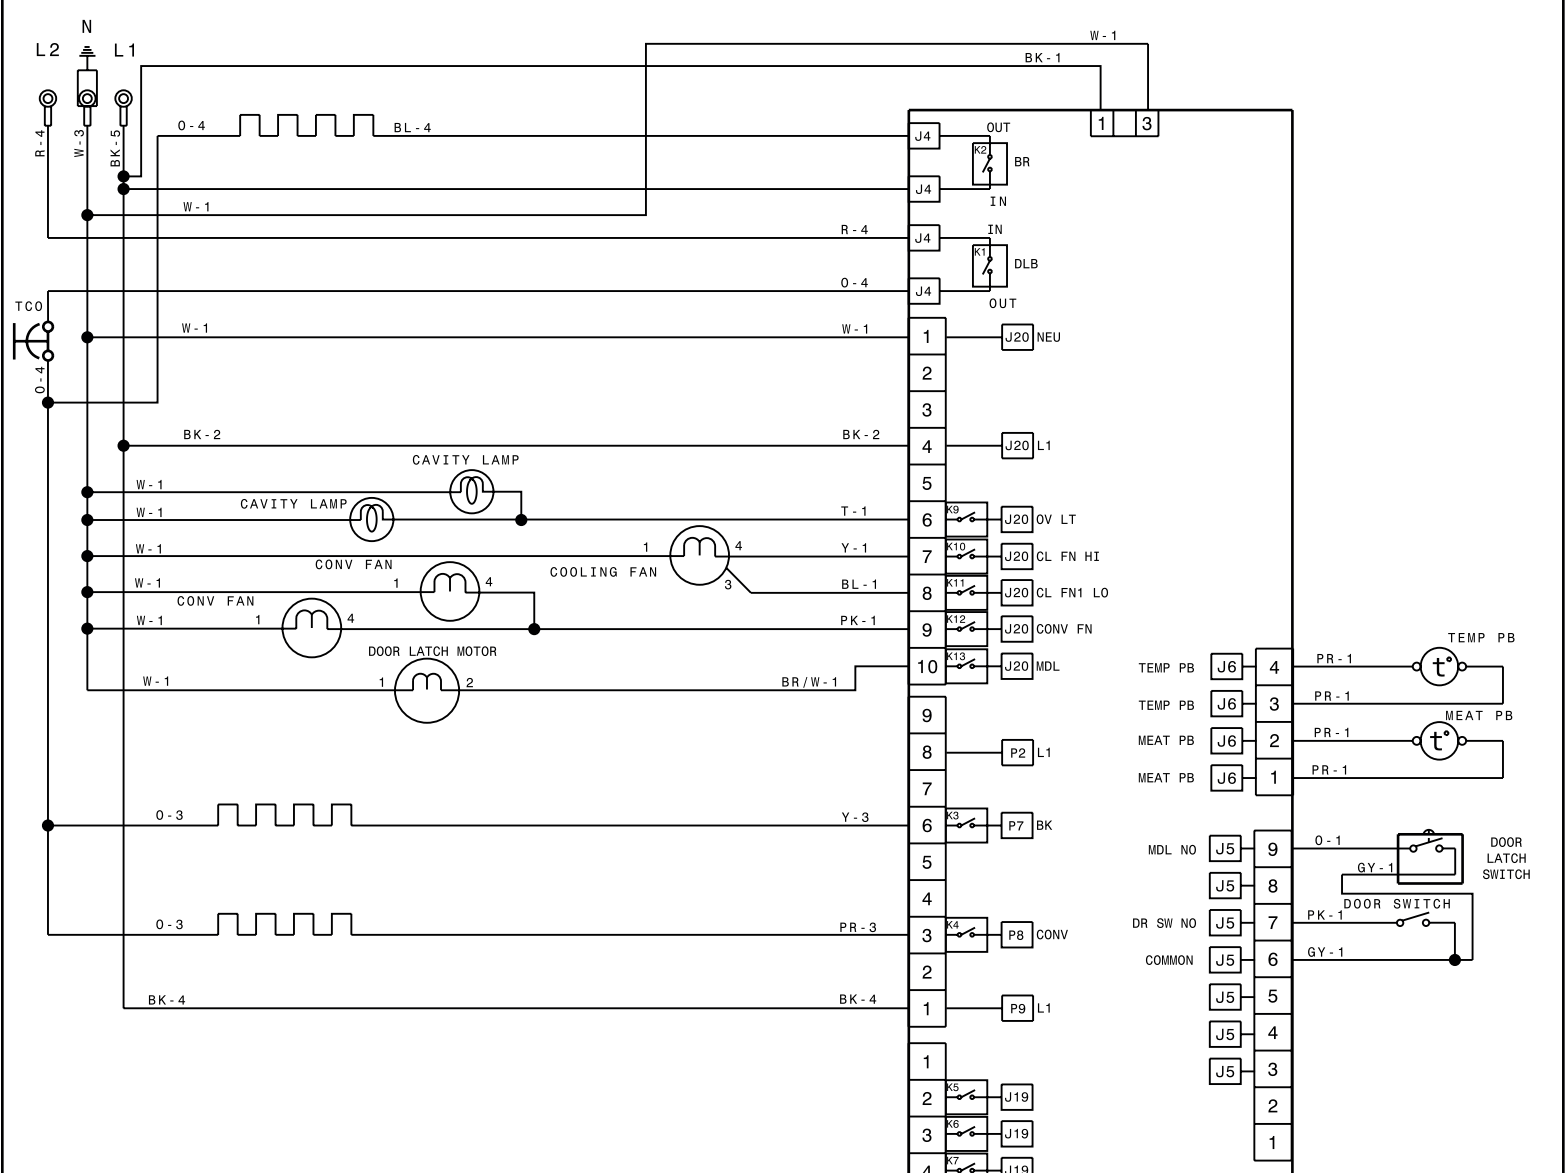 N
L2
L1
W-1
BK-1
R-4
W-3
BK-5
O-4
BL-4
J4
OUT
K2
BR
1
3
J4
IN
W-1
R-4
J4
IN
K1
DLB
O-4
J4
OUT
TCO
O-4
W-1
W-1
1
J20
NEU
2
3
BK-2
BK-2
4
J20
L1
CAVITY LAMP
W-1
5
CAVITY LAMP
W-1
T-1
6
K9
J20
OV LT
W-1
1
4
Y-1
7
K10
J20
CL FN HI
CONV FAN
COOLING FAN
3
W-1
1
4
BL-1
8
K11
J20
CL FN1 LO
CONV FAN
W-1
1
4
PK-1
9
K12
J20
CONV FN
DOOR LATCH MOTOR
10
K13
J20
MDL
W-1
1
2
BR/W-1
TEMP PB
TEMP PB
J6
4
PR-1
t°
TEMP PB
J6
3
PR-1
MEAT PB
MEAT PB
J6
2
PR-1
t°
MEAT PB
J6
1
PR-1
9
8
P2
L1
7
O-3
Y-3
6
K3
P7
BK
5
4
O-3
PR-3
3
K4
P8
CONV
2
BK-4
BK-4
1
P9
L1
MDL NO
J5
9
O-1
DOOR
LATCH
SWITCH
GY-1
J5
8
DOOR SWITCH
DR SW NO
J5
7
PK-1
COMMON
J5
6
GY-1
J5
5
J5
4
J5
3
2
1
1
2
K5
J19
3
K6
J19
4
K7
J19